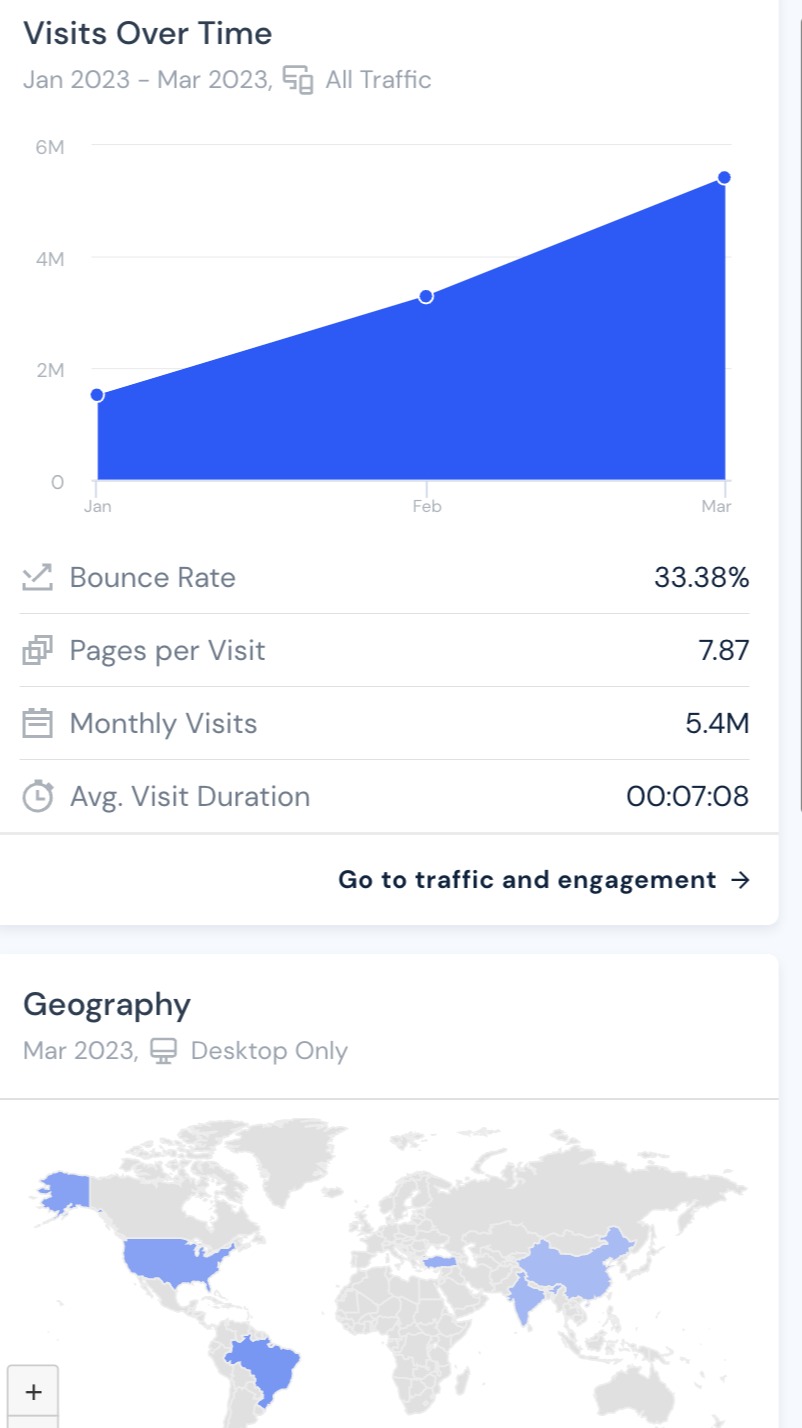 Visits Over Time
Jan 2023 - Mar 2023, All Traffic
6M
4M
2M
0
Jan Feb Mar
Bounce Rate 33.38%
Pages per Visit 7.87
Monthly Visits 5.4M
Avg. Visit Duration 00:07:08
Go to traffic and engagement →
Geography
Mar 2023, Desktop Only
+